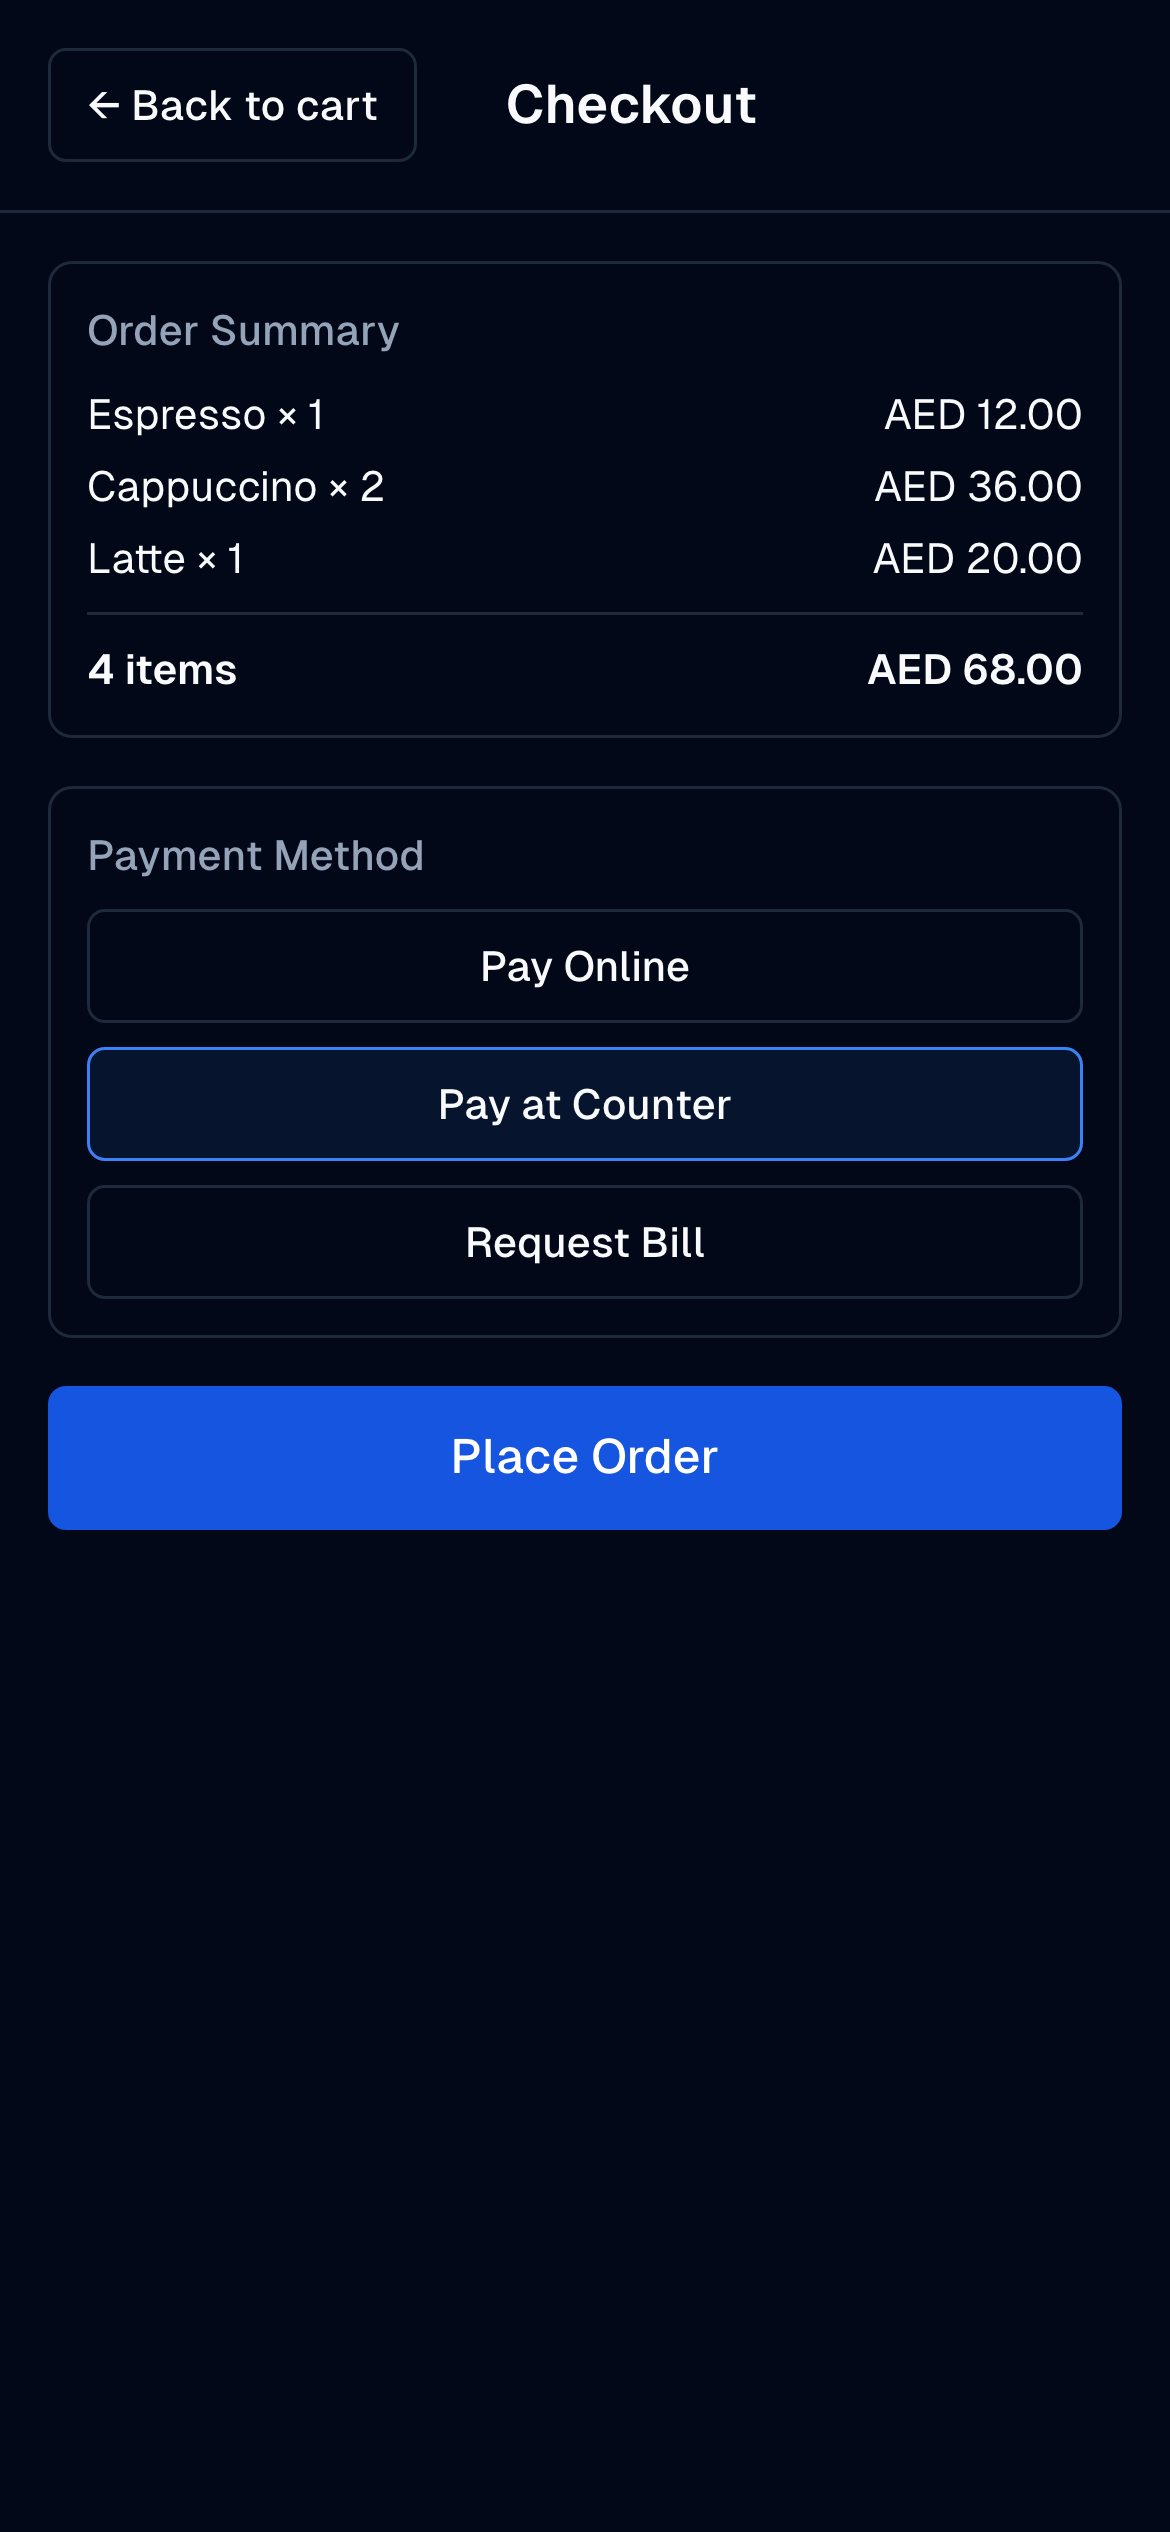 ← Back to cart
Checkout
Order Summary
Espresso × 1 AED 12.00
Cappuccino × 2 AED 36.00
Latte × 1 AED 20.00
4 items AED 68.00
Payment Method
Pay Online
Pay at Counter
Request Bill
Place Order